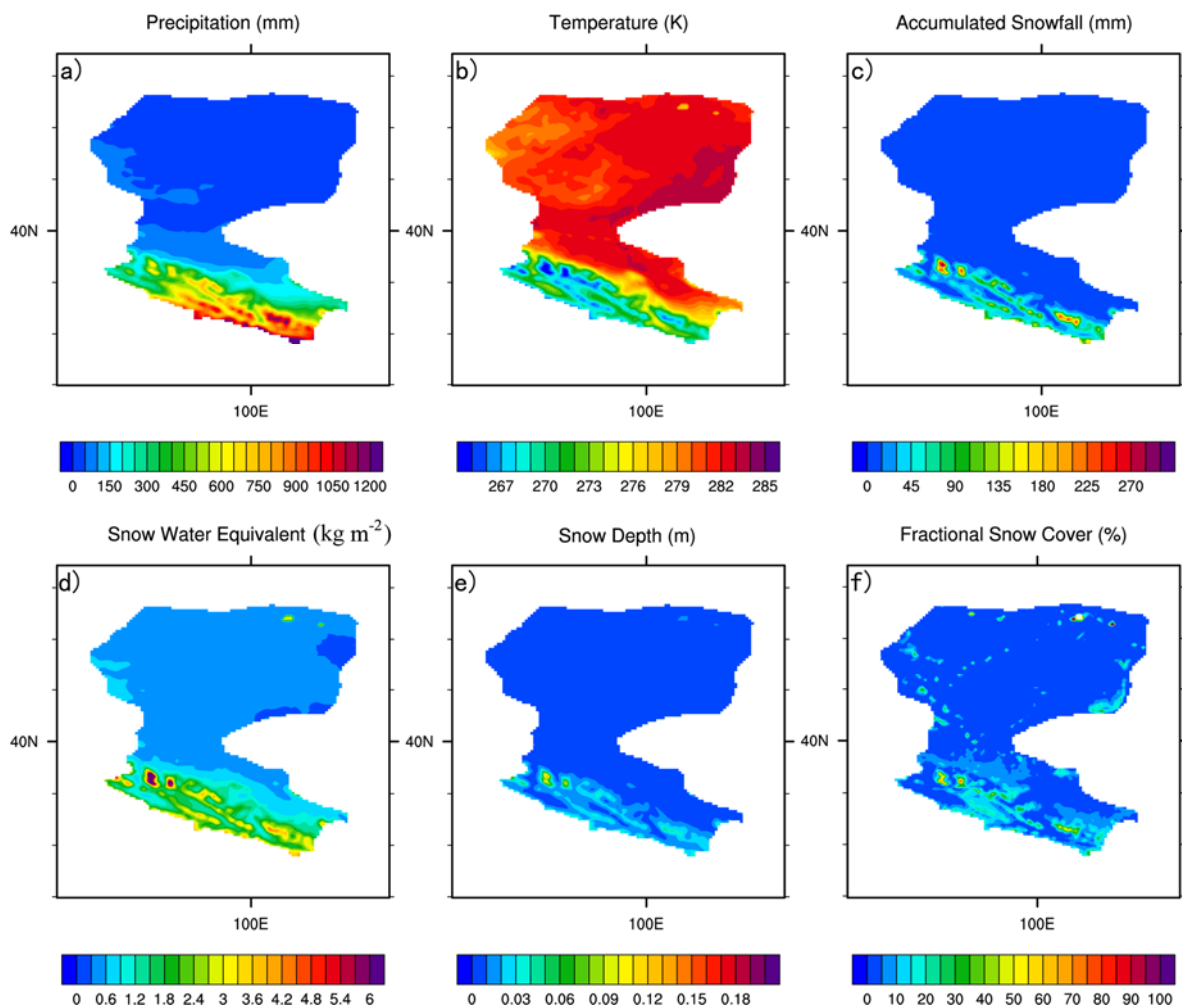 Precipitation (mm)
Temperature (K)
Accumulated Snowfall (mm)
a)
b)
c)
40N
40N
40N
100E
100E
100E
0 150 300 450 600 750 900 1050 1200
267 270 273 276 279 282 285
0 45 90 135 180 225 270
Snow Water Equivalent (kg m-2)
Snow Depth (m)
Fractional Snow Cover (%)
d)
e)
f)
40N
40N
40N
100E
100E
100E
0 0.6 1.2 1.8 2.4 3 3.6 4.2 4.8 5.4 6
0 0.03 0.06 0.09 0.12 0.15 0.18
0 10 20 30 40 50 60 70 80 90 100